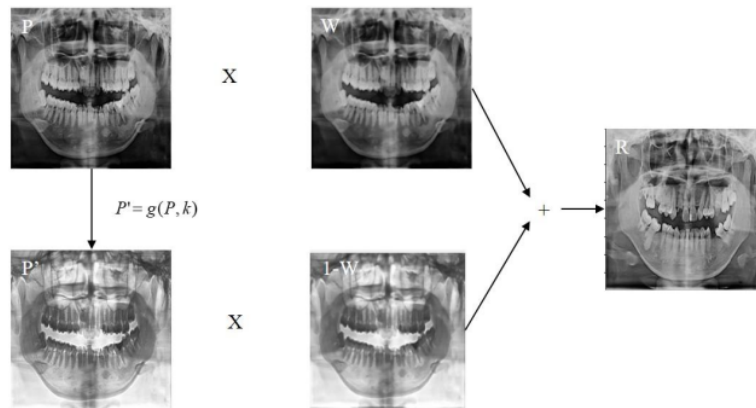 P
X
W
R
P'= g(P,k)
+
P'
X
1-W